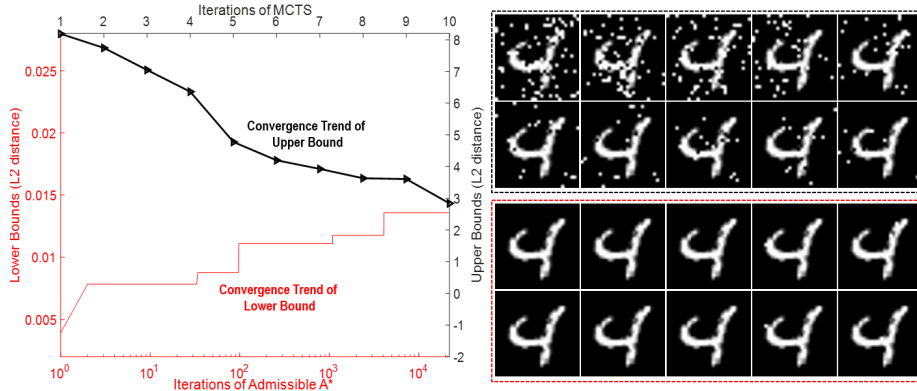 Iterations of MCTS
1 2 3 4 5 6 7 8 9 10
Lower Bounds (L2 distance)
0.025
0.02
0.015
0.01
0.005
Convergence Trend of
Upper Bound
Convergence Trend of
Lower Bound
8
7
6
5
4
3
2
1
0
-1
-2
Upper Bounds (L2 distance)
10^0 10^1 10^2 10^3 10^4
Iterations of Admissible A*